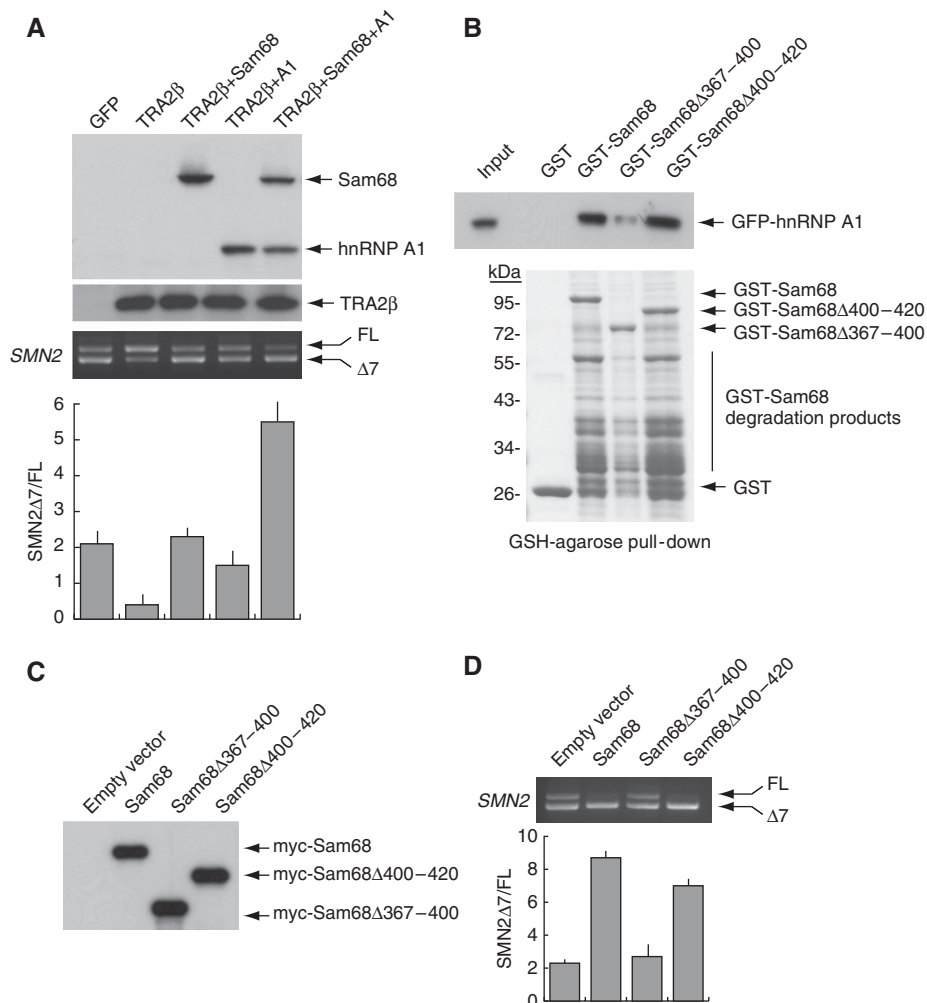 A
GFP
TRA2β
TRA2β+Sam68
TRA2β+A1
TRA2β+Sam68+A1
Sam68
hnRNP A1
TRA2β
SMN2
FL
Δ7
SMN2Δ7/FL
6
5
4
3
2
1
0
B
Input
GST
GST-Sam68
GST-Sam68Δ367–400
GST-Sam68Δ400–420
GFP-hnRNP A1
kDa
95-
72-
55-
43-
34-
26-
GST-Sam68
GST-Sam68Δ400–420
GST-Sam68Δ367–400
GST-Sam68
degradation products
GST
GSH-agarose pull-down
C
Empty vector
Sam68
Sam68Δ367–400
Sam68Δ400–420
myc-Sam68
myc-Sam68Δ400–420
myc-Sam68Δ367–400
D
Empty vector
Sam68
Sam68Δ367–400
Sam68Δ400–420
SMN2
FL
Δ7
SMN2Δ7/FL
10
8
6
4
2
0